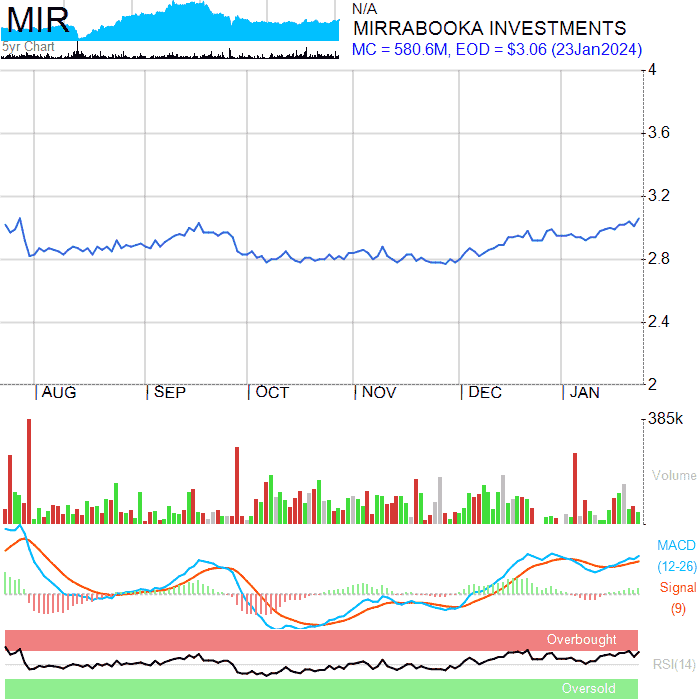 MIR
5yr Chart
N/A
MIRRABOOKA INVESTMENTS
MC = 580.6M, EOD = $3.06 (23Jan2024)
4
3.6
3.2
2.8
2.4
2
AUG SEP OCT NOV DEC JAN
385k
Volume
MACD
(12-26)
Signal
(9)
Overbought
RSI(14)
Oversold